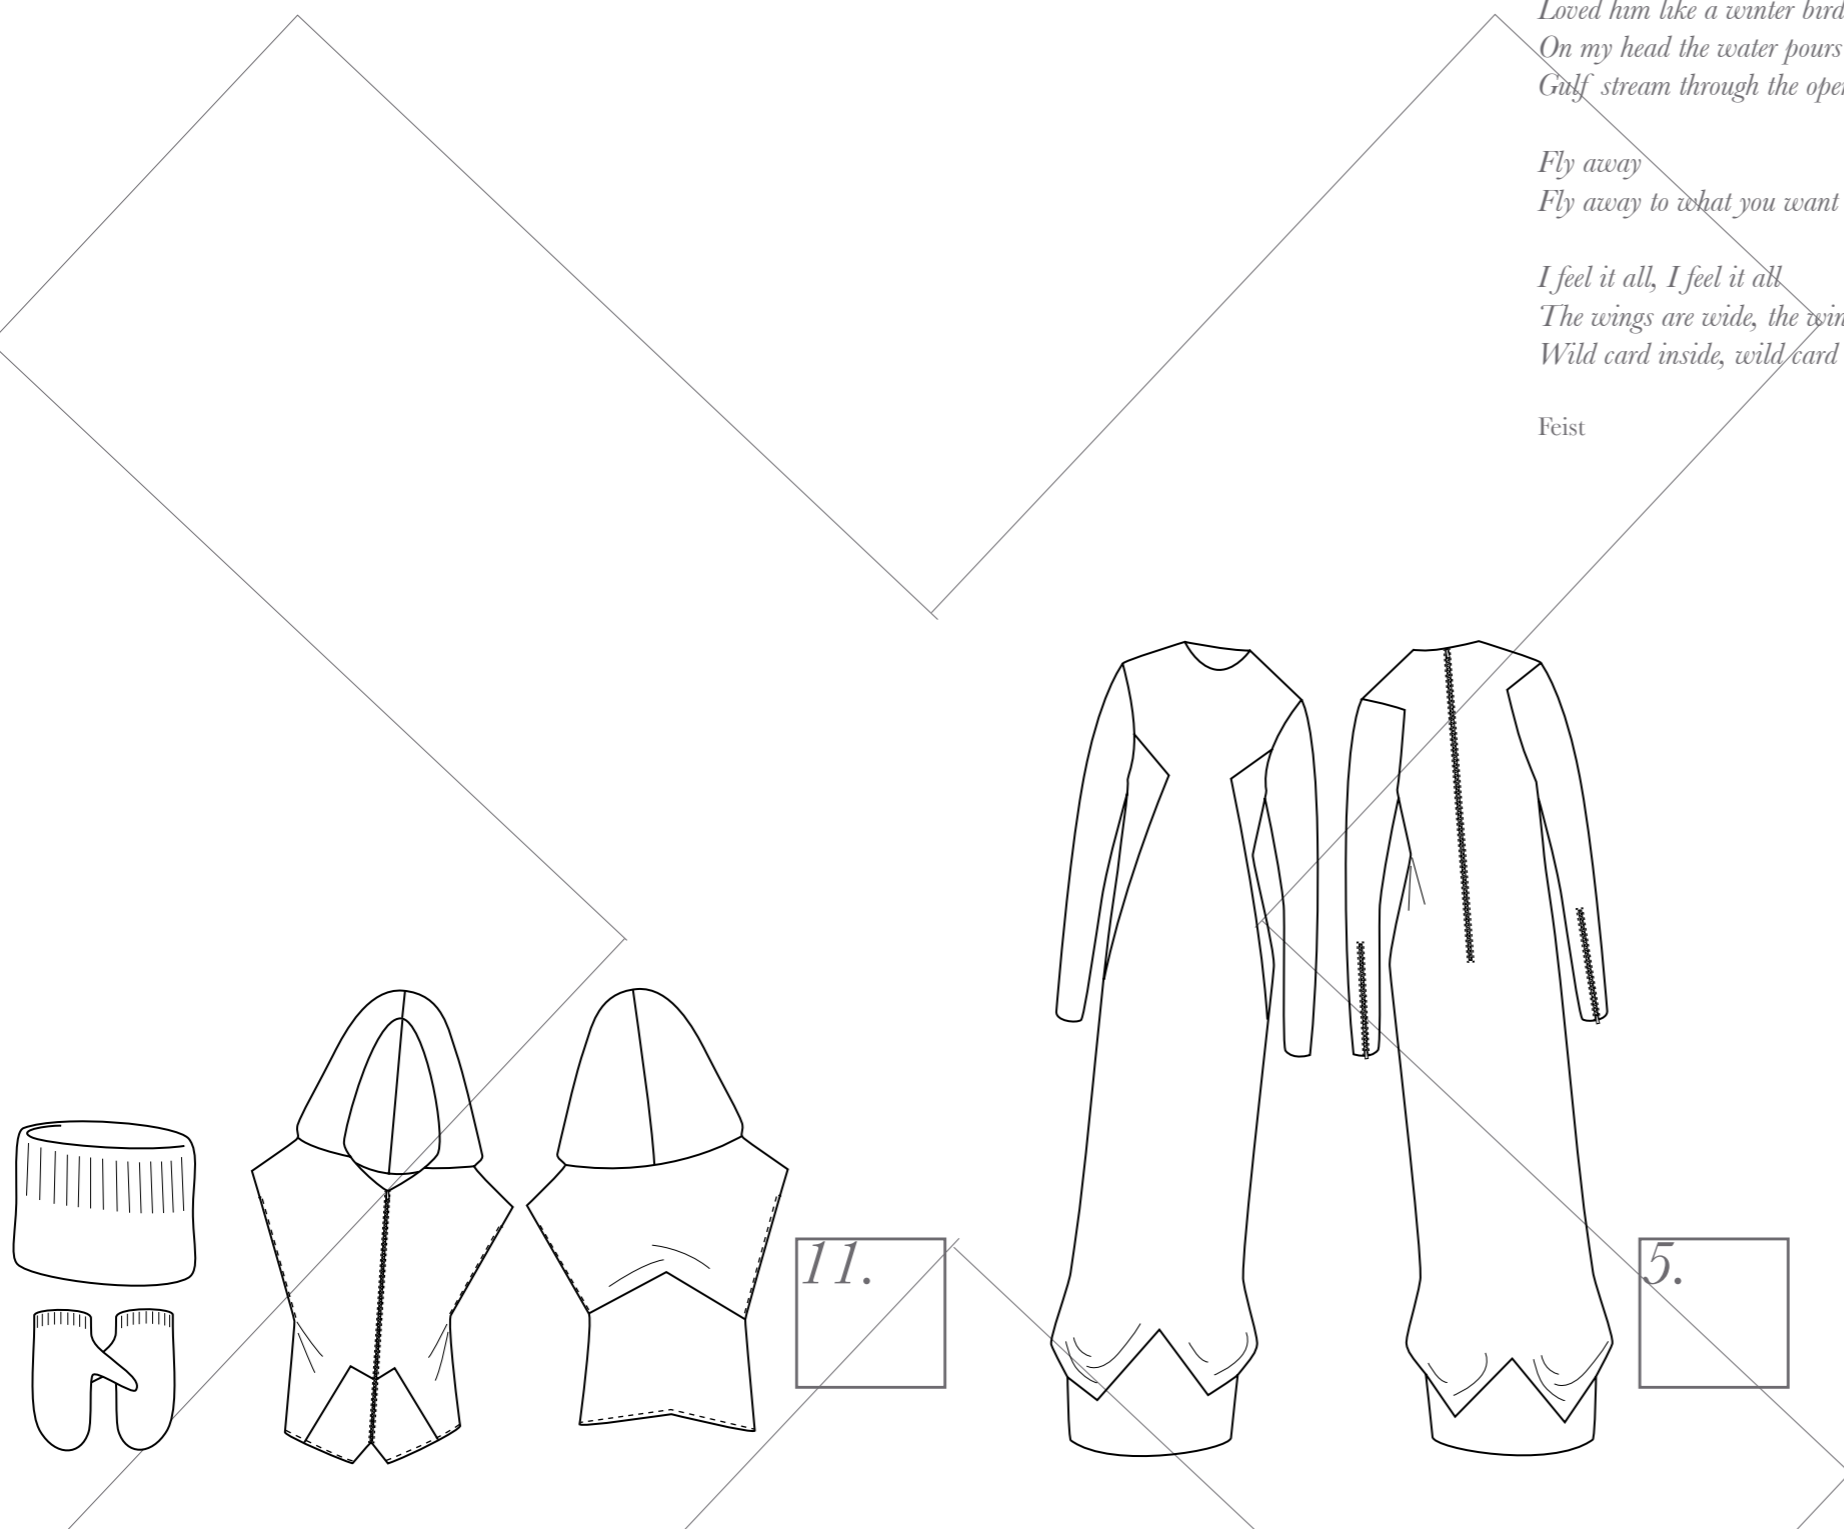 Loved him like a winter bird
On my head the water pours
Gulf stream through the
Fly away
Fly away to what you want
I feel it all, I feel it all
The wings are wide, the
Wild card inside, wild card
Feist
11.
5.